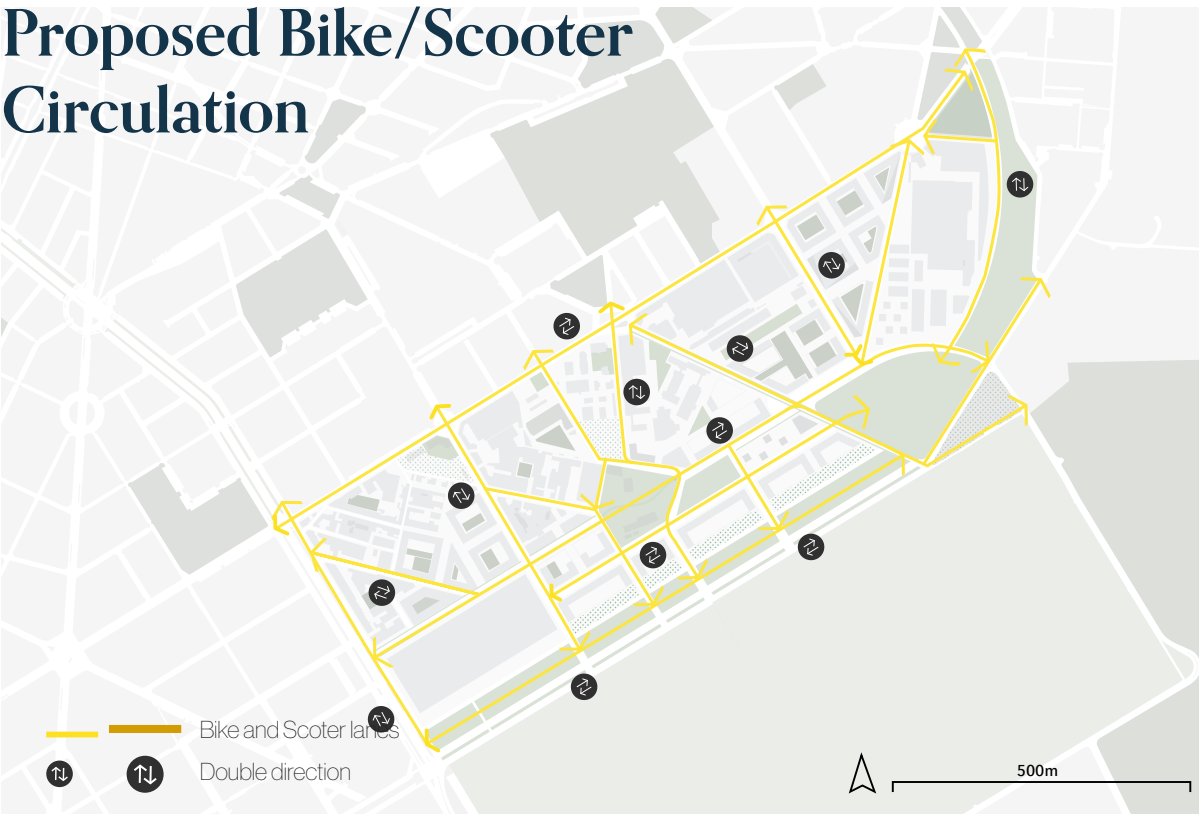 Proposed Bike/Scooter
Circulation
Bike and Scoter lanes
Double direction
500m